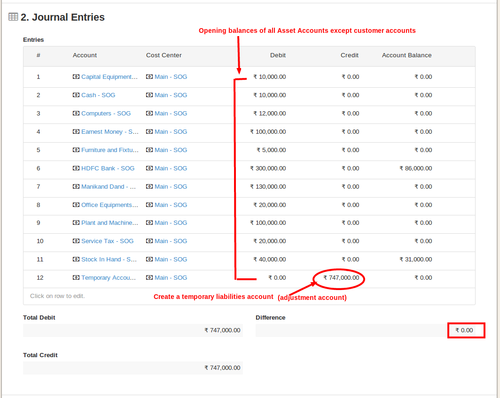 2. Journal Entries
Opening balances of all Asset Accounts except customer accounts
Entries
# Account Cost Center Debit Credit Account Balance
1 Capital Equipment... Main - SOG ₹ 10,000.00 ₹ 0.00 ₹ 0.00
2 Cash - SOG Main - SOG ₹ 10,000.00 ₹ 0.00 ₹ 0.00
3 Computers - SOG Main - SOG ₹ 12,000.00 ₹ 0.00 ₹ 0.00
4 Earnest Money - S... Main - SOG ₹ 100,000.00 ₹ 0.00 ₹ 0.00
5 Furniture and Fixtu... Main - SOG ₹ 5,000.00 ₹ 0.00 ₹ 0.00
6 HDFC Bank - SOG Main - SOG ₹ 300,000.00 ₹ 0.00 ₹ 86,000.00
7 Manikand Dand - ... Main - SOG ₹ 130,000.00 ₹ 0.00 ₹ 0.00
8 Office Equipments... Main - SOG ₹ 20,000.00 ₹ 0.00 ₹ 0.00
9 Plant and Machine... Main - SOG ₹ 100,000.00 ₹ 0.00 ₹ 0.00
10 Service Tax - SOG Main - SOG ₹ 20,000.00 ₹ 0.00 ₹ 0.00
11 Stock In Hand - S... Main - SOG ₹ 40,000.00 ₹ 0.00 ₹ 31,000.00
12 Temporary Accou... Main - SOG ₹ 0.00 ₹ 747,000.00 ₹ 0.00
Click on row to edit.
Create a temporary liabilities account (adjustment account)
Total Debit Difference
₹ 747,000.00 ₹ 0.00
Total Credit
₹ 747,000.00